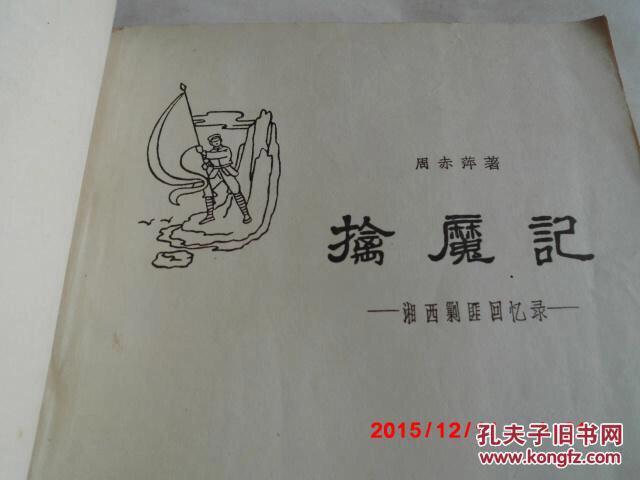 周赤萍著
擒魔記
——湘西剿匪回忆录——
2015/12/
孔夫子旧书网
www.kongfz.com